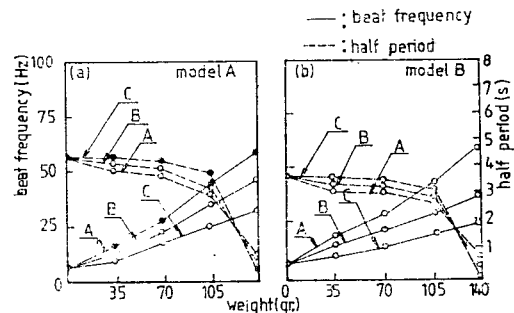 —— : beat frequency
---- : half period
100 (a) model A (b) model B 8
75 50 25 0
7 6 5 4 3 2 1
beat frequency (Hz)
half period (s)
C B A
A B C
C B A
A B C
0 35 70 105 0 35 70 105 140
weight(gr.)